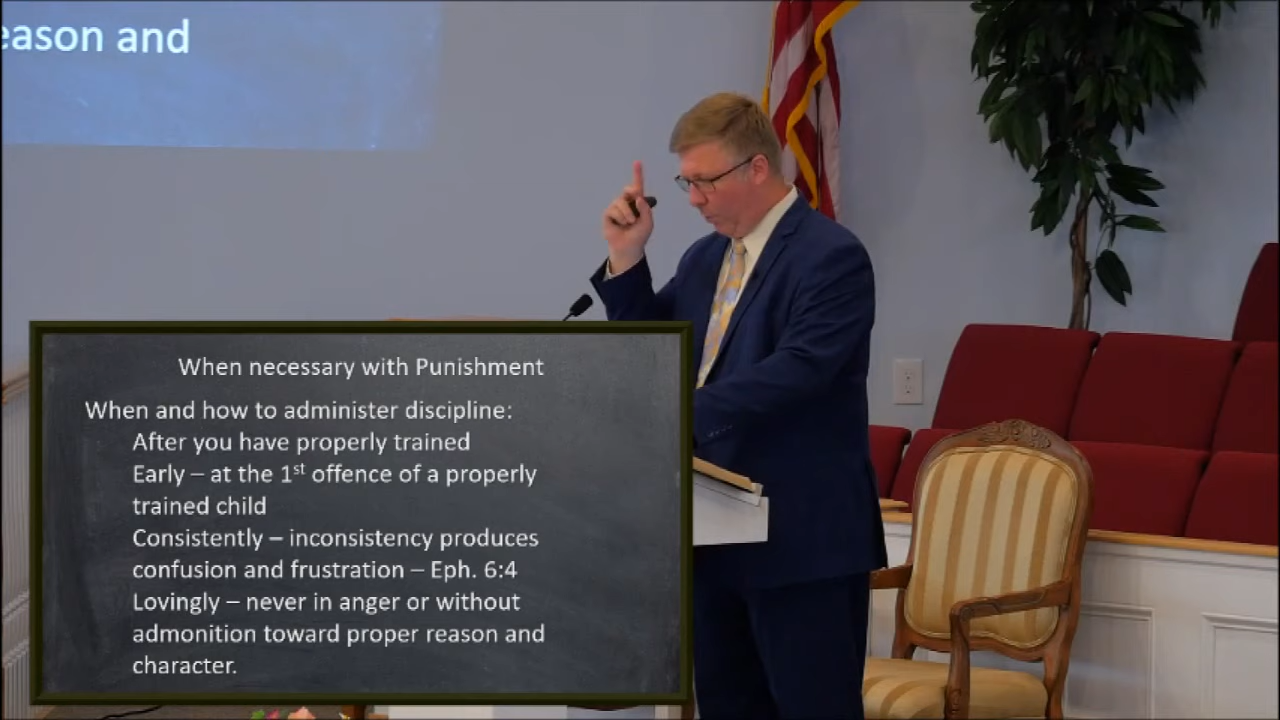 eason and
When necessary with Punishment
When and how to administer discipline:
After you have properly trained
Early – at the 1st offence of a properly
trained child
Consistently – inconsistency produces
confusion and frustration – Eph. 6:4
Lovingly – never in anger or without
admonition toward proper reason and
character.